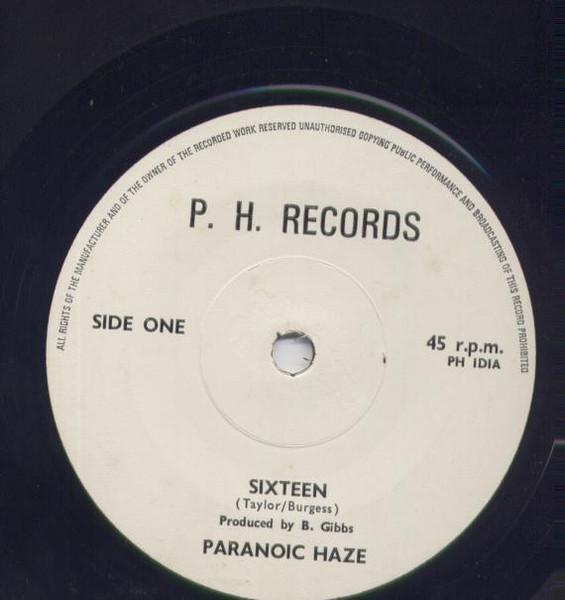 ALL RIGHTS OF THE MANUFACTURER AND OF THE OWNER OF THE RECORDED WORK RESERVED UNAUTHORISED COPYING PUBLIC PERFORMANCE AND BROADCASTING OF THIS RECORD PROHIBITED
P. H. RECORDS
SIDE ONE
45 r.p.m.
PH IDIA
SIXTEEN
(Taylor/Burgess)
Produced by B. Gibbs
PARANOIC HAZE